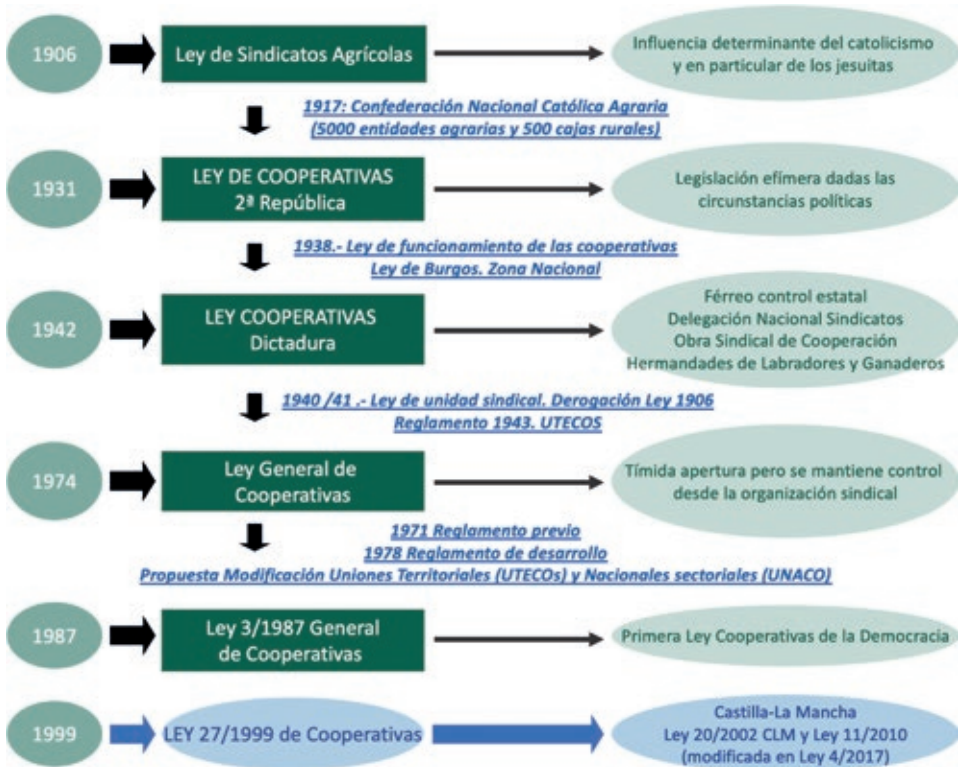 1906
Ley de Sindicatos Agrícolas
Influencia determinante del catolicismo
y en particular de los jesuitas
1917: Confederación Nacional Católica Agraria
(5000 entidades agrarias y 500 cajas rurales)
1931
LEY DE COOPERATIVAS
2ª República
Legislación efímera dadas las
circunstancias políticas
1938.- Ley de funcionamiento de las cooperativas
Ley de Burgos. Zona Nacional
1942
LEY COOPERATIVAS
Dictadura
Férreo control estatal
Delegación Nacional Sindicatos
Obra Sindical de Cooperación
Hermandades de Labradores y Ganaderos
1940 /41 .- Ley de unidad sindical. Derogación Ley 1906
Reglamento 1943. UTECOS
1974
Ley General de
Cooperativas
Tímida apertura pero se mantiene control
desde la organización sindical
1971 Reglamento previo
1978 Reglamento de desarrollo
Propuesta Modificación Uniones Territoriales (UTECOs) y Nacionales sectoriales (UNACO)
1987
Ley 3/1987 General
de Cooperativas
Primera Ley Cooperativas de la Democracia
1999
LEY 27/1999 de Cooperativas
Castilla-La Mancha
Ley 20/2002 CLM y Ley 11/2010
(modificada en Ley 4/2017)